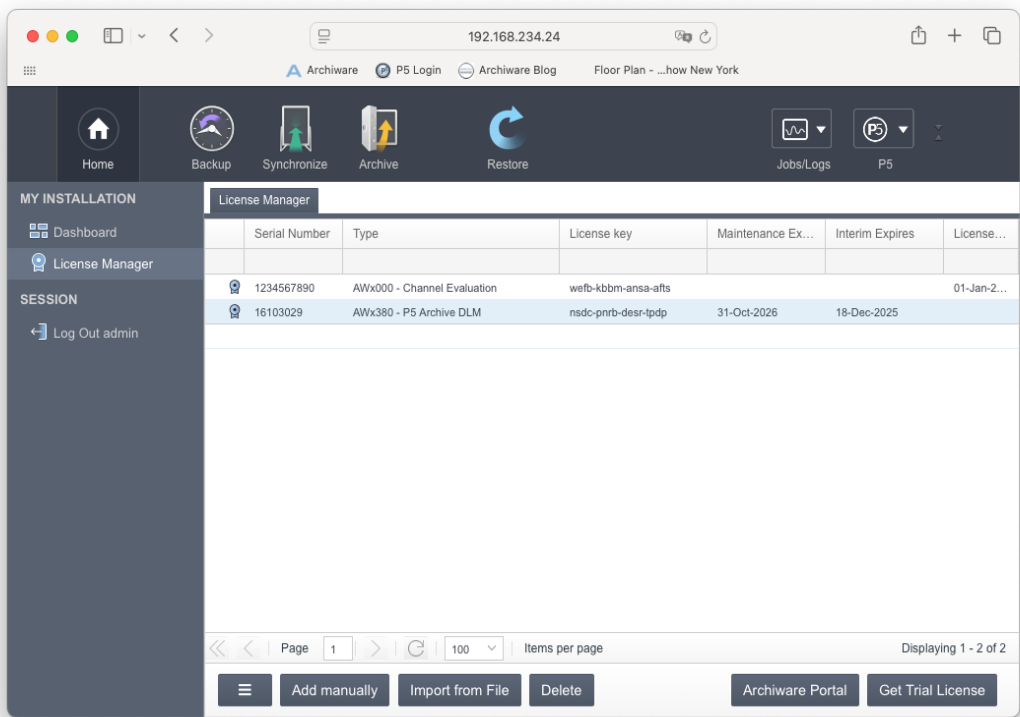 192.168.234.24
Archiware P5 Login Archiware Blog Floor Plan - ...how New York
Home Backup Synchronize Archive Restore Jobs/Logs P5
MY INSTALLATION
Dashboard
License Manager
SESSION
Log Out admin
License Manager
Serial Number Type License key Maintenance Ex... Interim Expires License...
1234567890 AWx000 - Channel Evaluation wefb-kbbm-ansa-afts 01-Jan-2...
16103029 AWx380 - P5 Archive DLM nsdc-pnrb-desr-tpdp 31-Oct-2026 18-Dec-2025
Page 1 100 Items per page Displaying 1 - 2 of 2
Add manually Import from File Delete Archiware Portal Get Trial License